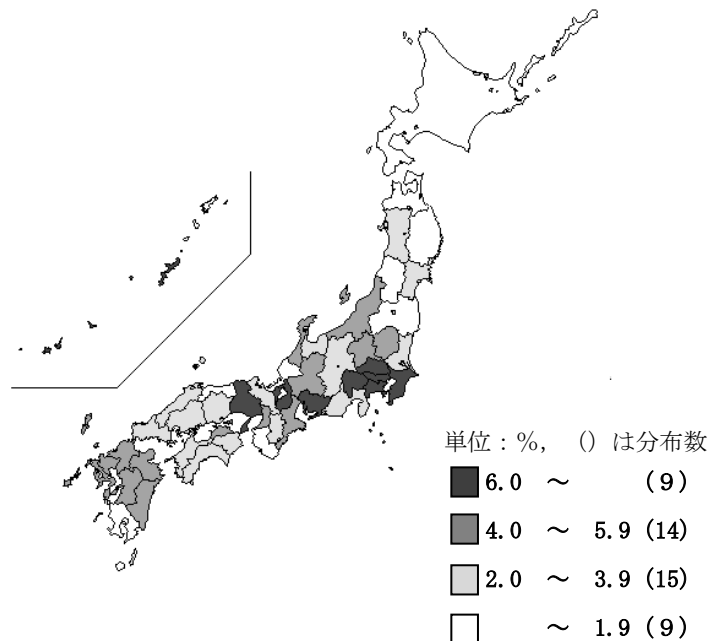 単位：％，（）は分布数
6.0 ～ (9)
4.0 ～ 5.9 (14)
2.0 ～ 3.9 (15)
～ 1.9 (9)